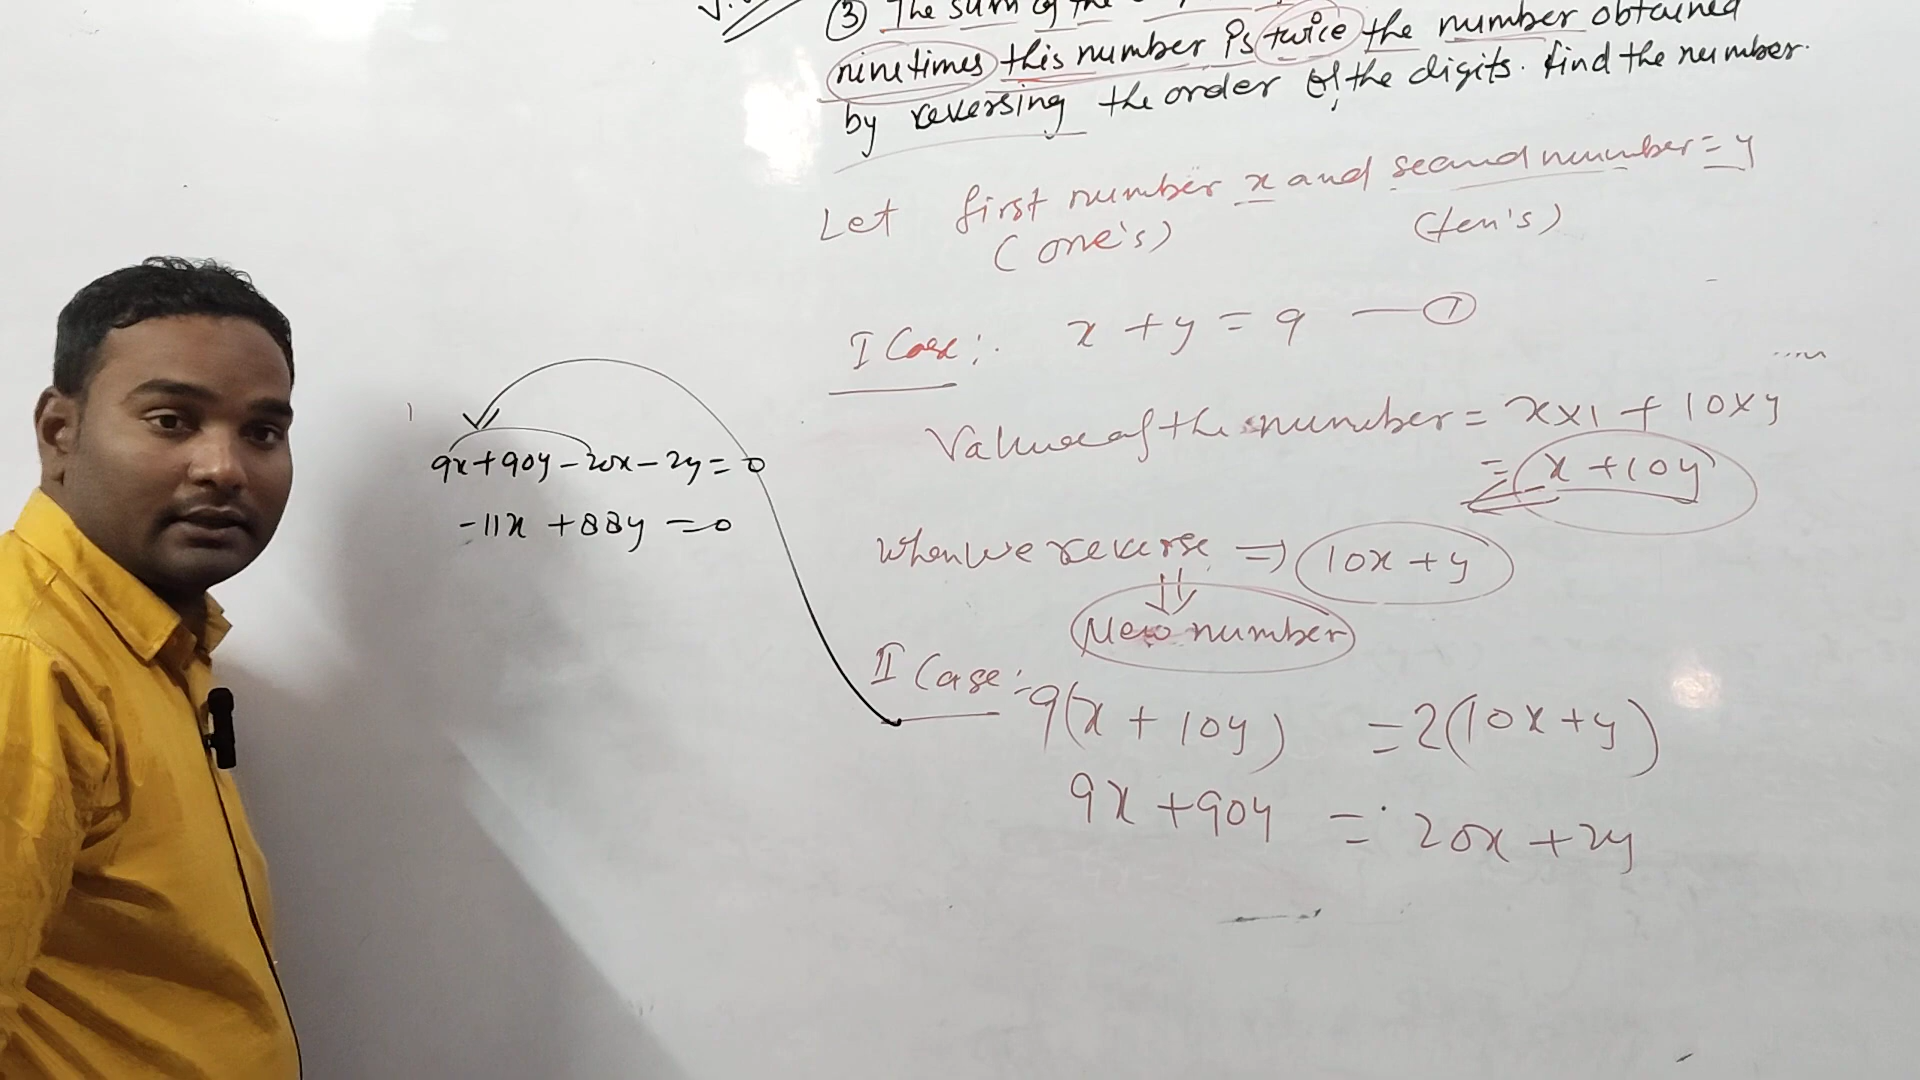 ③ The sum of the
ninetimes this number is twice the number obtained
by reversing the order of the digits. find the number.
Let first number x and second number = y
(one's) (ten's)
I Case:. x + y = 9 — ①
Value of the number = x×1 + 10×y
= x + 10y
when we reverse ⇒ 10x + y
New number
II Case:- 9(x + 10y) = 2(10x + y)
9x + 90y = 20x + 2y
9x + 90y - 20x - 2y = 0
-11x + 88y = 0